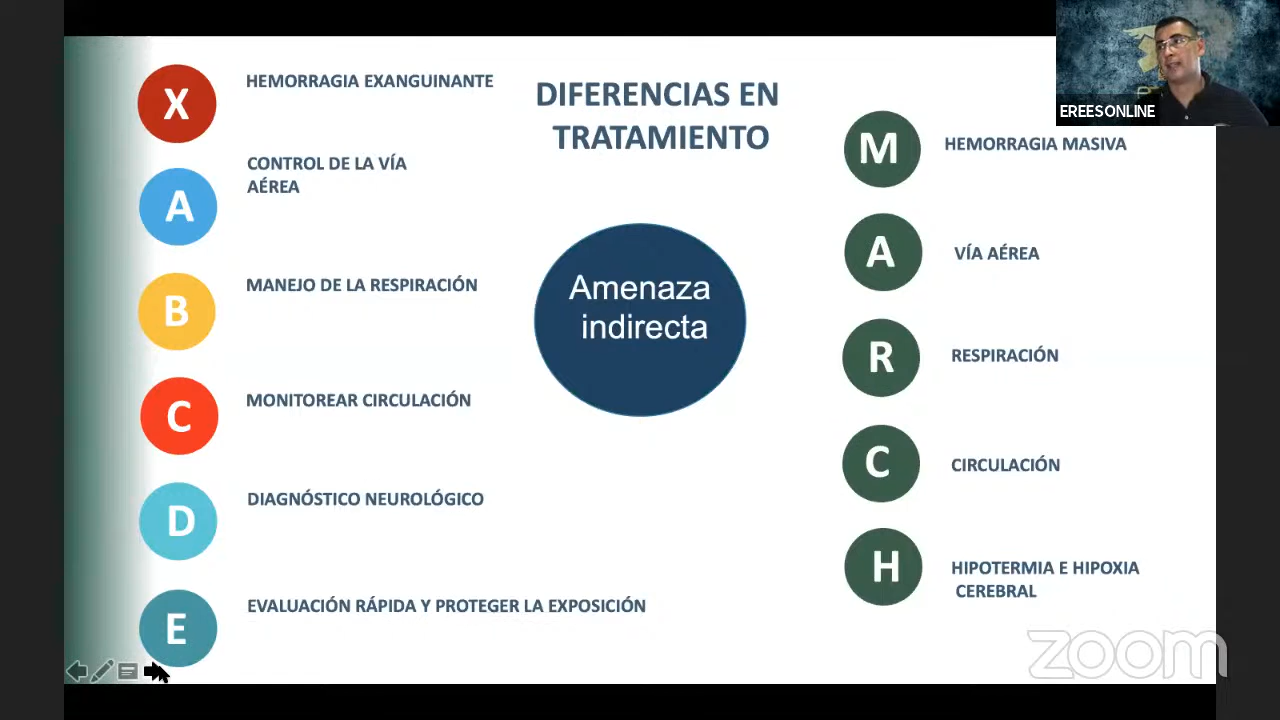 X
HEMORRAGIA EXANGUINANTE
A
CONTROL DE LA VÍA
AÉREA
B
MANEJO DE LA RESPIRACIÓN
C
MONITOREAR CIRCULACIÓN
D
DIAGNÓSTICO NEUROLÓGICO
E
EVALUACIÓN RÁPIDA Y PROTEGER LA EXPOSICIÓN
DIFERENCIAS EN
TRATAMIENTO
Amenaza
indirecta
M
HEMORRAGIA MASIVA
A
VÍA AÉREA
R
RESPIRACIÓN
C
CIRCULACIÓN
H
HIPOTERMIA E HIPOXIA
CEREBRAL
EREESONLINE
zoom